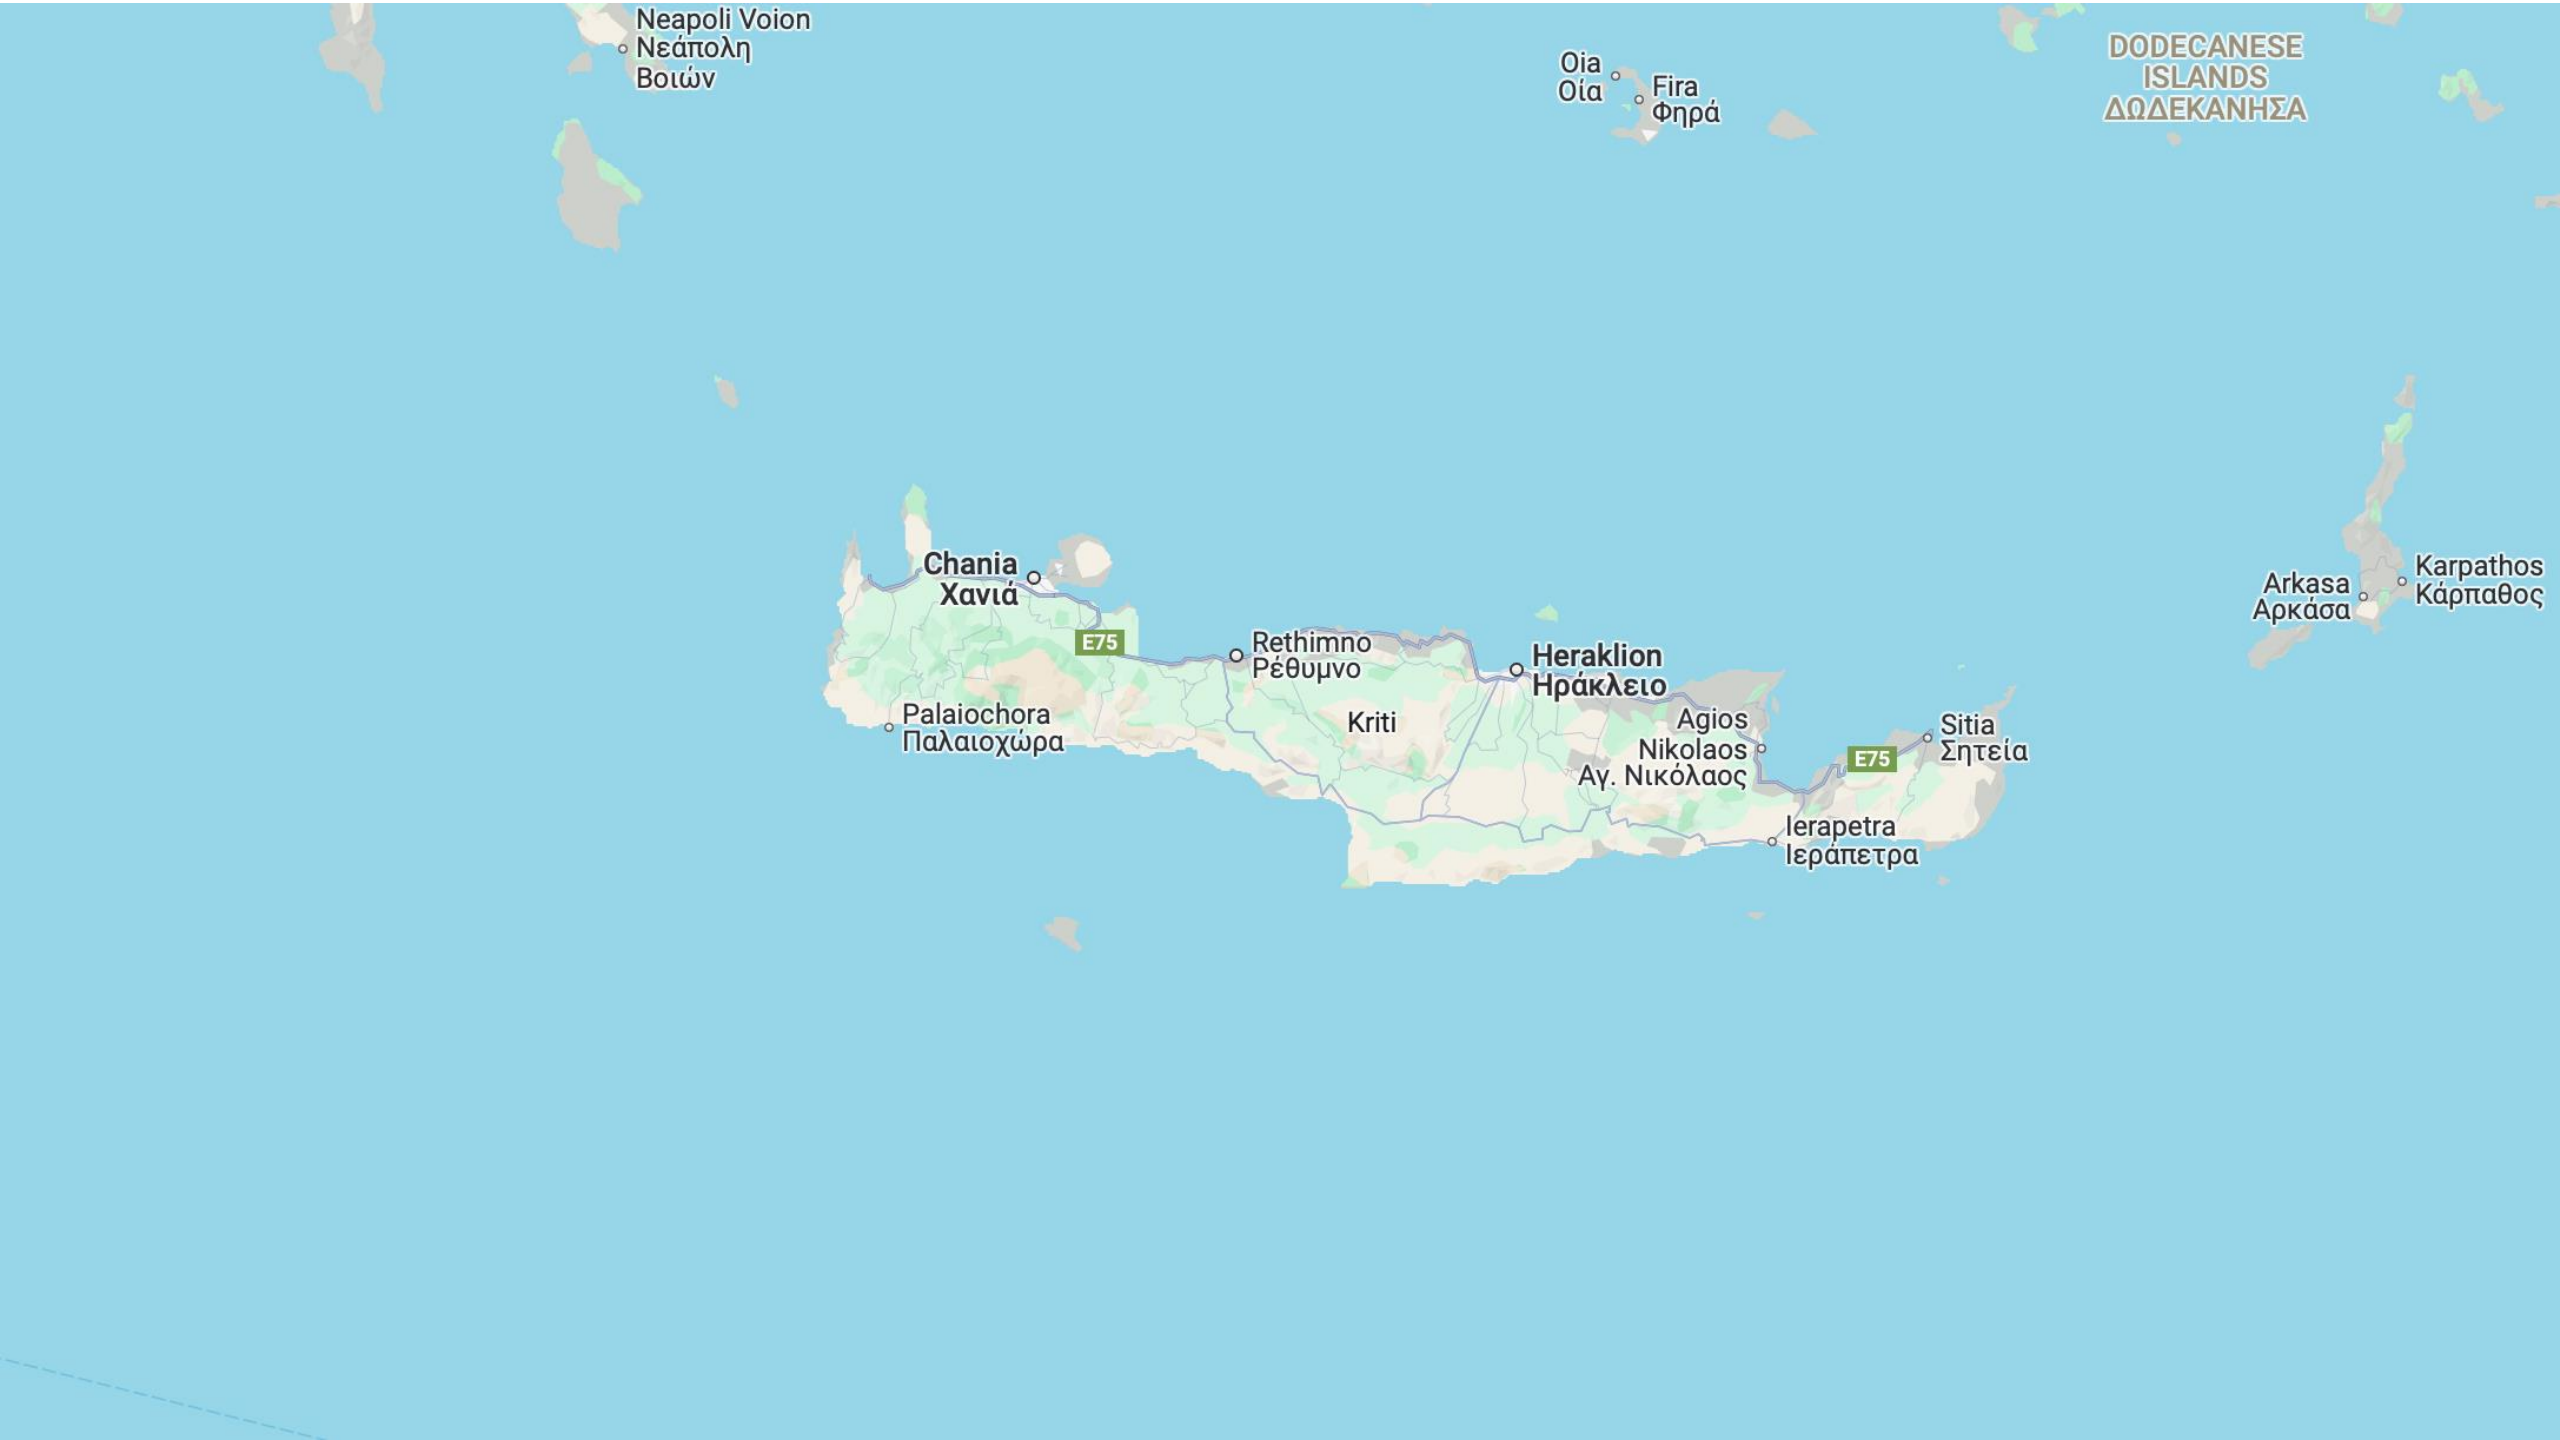 Neapoli Voion
Νεάπολη
Βοιών
Oia
Οία
Fira
Φηρά
DODECANESE
ISLANDS
ΔΩΔΕΚΑΝΗΣΑ
Chania
Χανιά
E75
Rethimno
Ρέθυμνο
Heraklion
Ηράκλειο
Karpathos
Κάρπαθος
Arkasa
Αρκάσα
Palaiochora
Παλαιοχώρα
Kriti
Agios
Nikolaos
Αγ. Νικόλαος
E75
Sitia
Σητεία
Ierapetra
Ιεράπετρα